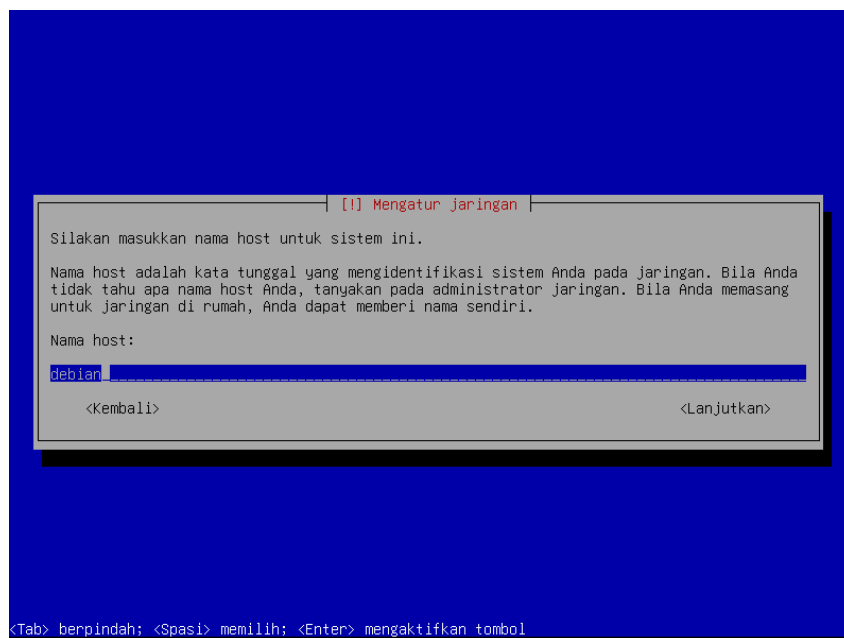 [!] Mengatur jaringan
Silakan masukkan nama host untuk sistem ini.
Nama host adalah kata tunggal yang mengidentifikasi sistem Anda pada jaringan. Bila Anda
tidak tahu apa nama host Anda, tanyakan pada administrator jaringan. Bila Anda memasang
untuk jaringan di rumah, Anda dapat memberi nama sendiri.
Nama host:
debian
<Kembali> <Lanjutkan>
<Tab> berpindah; <Spasi> memilih; <Enter> mengaktifkan tombol